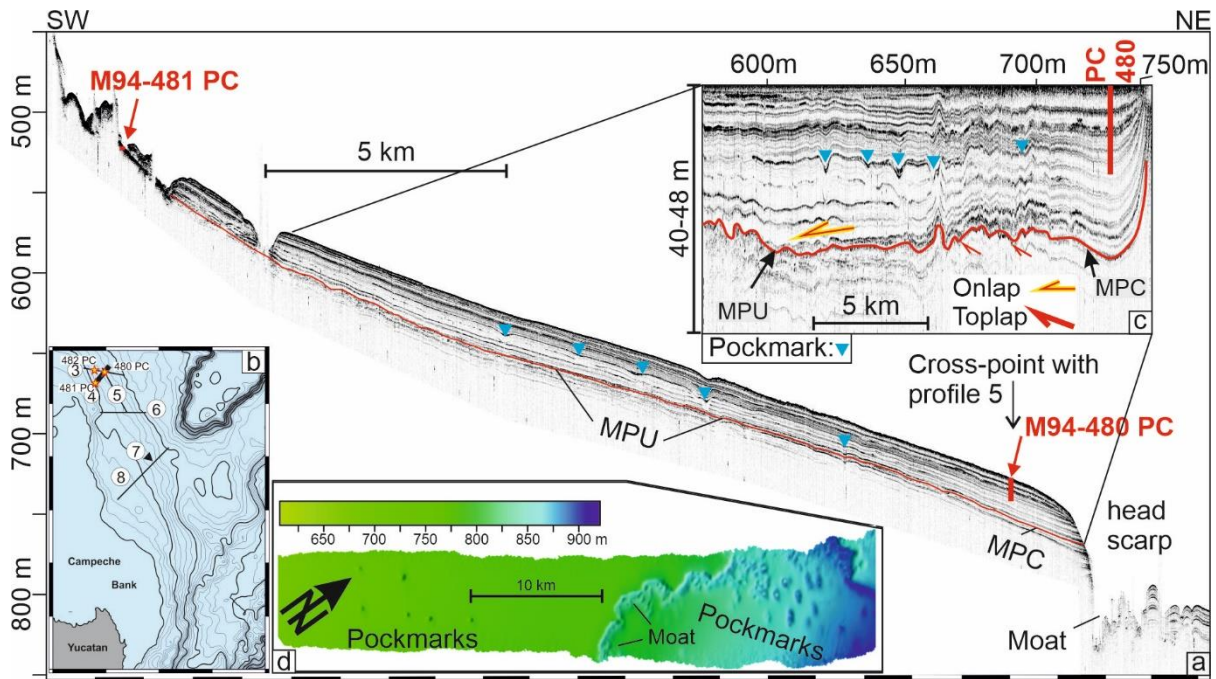 SW
NE
M94-481 PC
500 m
5 km
600 m
700 m
800 m
600m
650m
700m
PC
480
750m
40-48 m
MPU
5 km
Onlap
Toplap
MPC
c
Pockmark:
Cross-point with
profile 5
M94-480 PC
MPU
MPC
head
scarp
Moat
a
b
482 PC
480 PC
3
481 PC
4
5
6
7
8
Campeche
Bank
Yucatan
650 700 750 800 850 900 m
10 km
N
Pockmarks
Moat
Pockmarks
d